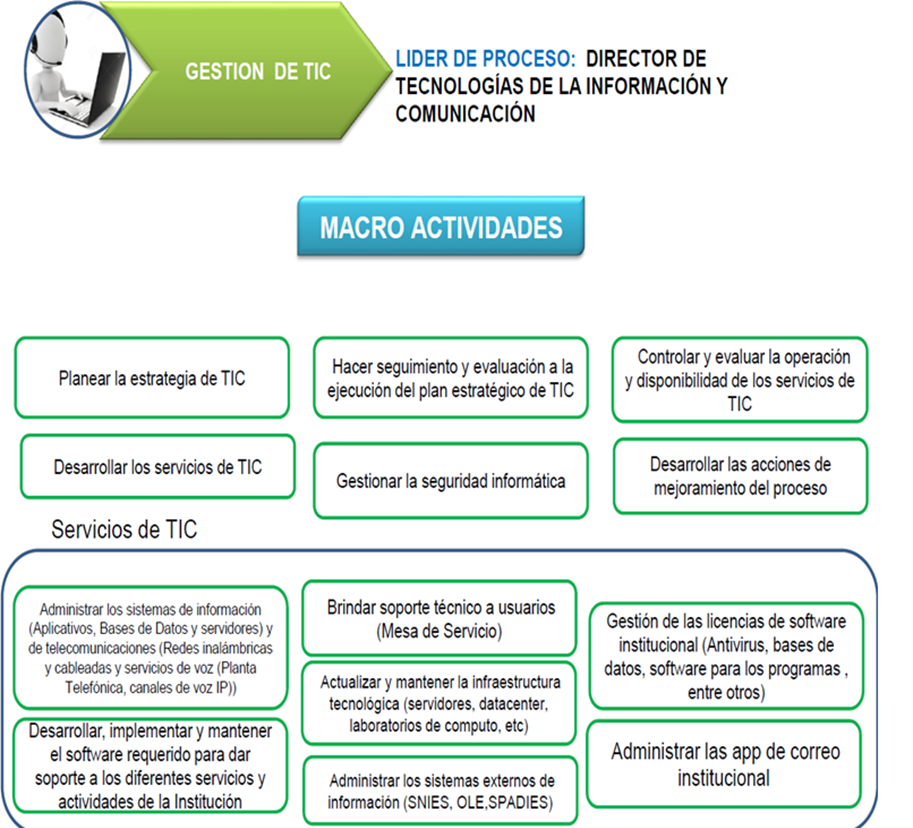 GESTION DE TIC
LIDER DE PROCESO: DIRECTOR DE
TECNOLOGÍAS DE LA INFORMACIÓN Y
COMUNICACIÓN
MACRO ACTIVIDADES
Planear la estrategia de TIC
Hacer seguimiento y evaluación a la
ejecución del plan estratégico de TIC
Controlar y evaluar la operación
y disponibilidad de los servicios de
TIC
Desarrollar los servicios de TIC
Gestionar la seguridad informática
Desarrollar las acciones de
mejoramiento del proceso
Servicios de TIC
Administrar los sistemas de información
(Aplicativos, Bases de Datos y servidores) y
de telecomunicaciones (Redes inalámbricas
y cableadas y servicios de voz (Planta
Telefónica, canales de voz IP))
Brindar soporte técnico a usuarios
(Mesa de Servicio)
Gestión de las licencias de software
institucional (Antivirus, bases de
datos, software para los programas ,
entre otros)
Actualizar y mantener la infraestructura
tecnológica (servidores, datacenter,
laboratorios de computo, etc)
Desarrollar, implementar y mantener
el software requerido para dar
soporte a los diferentes servicios y
actividades de la Institución
Administrar los sistemas externos de
información (SNIES, OLE,SPADIES)
Administrar las app de correo
institucional